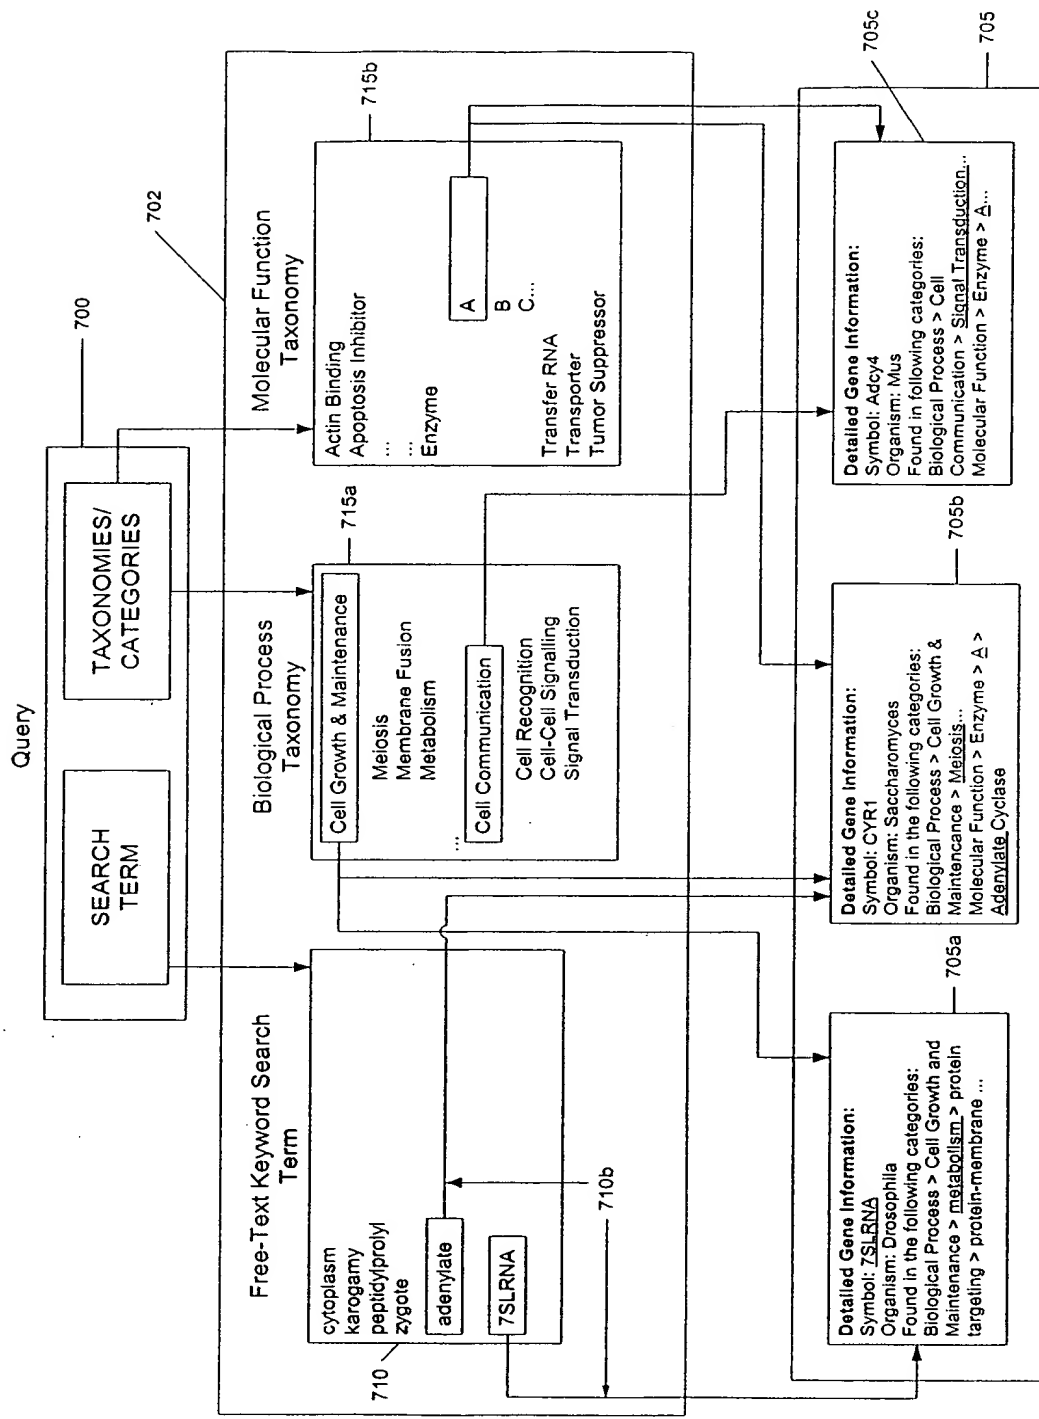 Query
700
SEARCH
TERM
TAXONOMIES/
CATEGORIES
702
Free-Text Keyword Search
Term
cytoplasm
karogamy
peptidylprolyl
zygote
adenylate
7SLRNA
710
710b
Biological Process
Taxonomy
715a
Cell Growth & Maintenance
Meiosis
Membrane Fusion
Metabolism
...
Cell Communication
Cell Recognition
Cell-Cell Signalling
Signal Transduction
Molecular Function
Taxonomy
715b
Actin Binding
Apoptosis Inhibitor
...
...
Enzyme
A
B
C...
Transfer RNA
Transporter
Tumor Suppressor
705a
Detailed Gene Information:
Symbol: 7SLRNA
Organism: Drosophila
Found in the following categories:
Biological Process > Cell Growth and
Maintenance > metabolism > protein
targeting > protein-membrane ...
705b
Detailed Gene Information:
Symbol: CYR1
Organism: Saccharomyces
Found in the following categories:
Biological Process > Cell Growth &
Maintencance > Meiosis...
Molecular Function > Enzyme > A >
Adenylate Cyclase
705c
Detailed Gene Information:
Symbol: Adcy4
Organism: Mus
Found in following categories:
Biological Process > Cell
Communication > Signal Transduction...
Molecular Function > Enzyme > A...
705